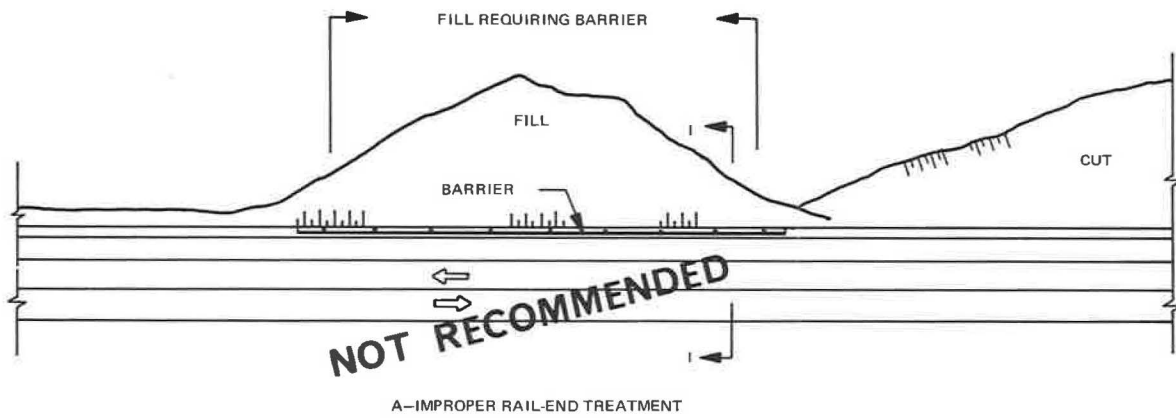 FILL REQUIRING BARRIER
FILL
I
CUT
BARRIER
NOT RECOMMENDED
I
A—IMPROPER RAIL-END TREATMENT